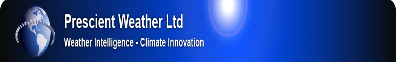 Prescient Weather Ltd
Weather Intelligence - Climate Innovation